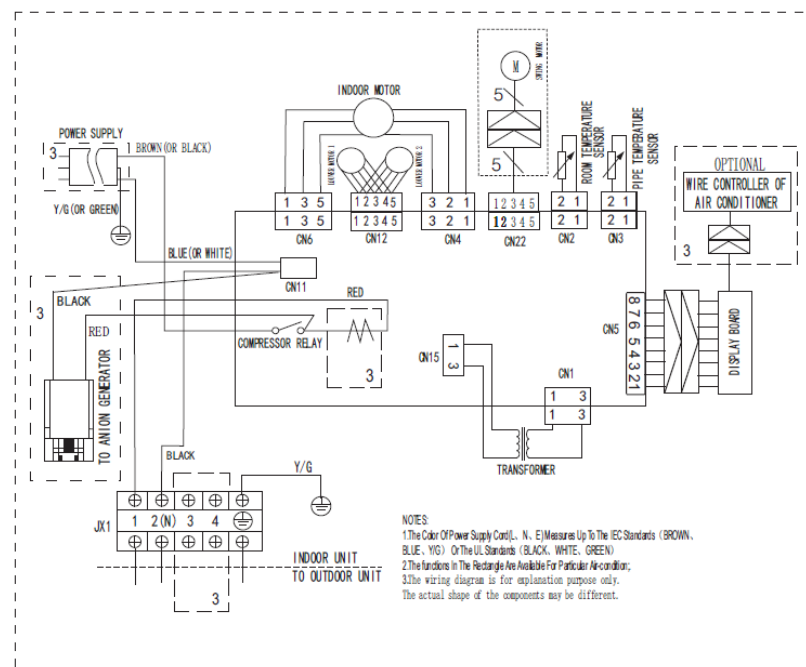 SWING MOTOR
M
5
5
INDOOR MOTOR
POWER SUPPLY
3
1 BROWN(OR BLACK)
LOUVER MOTOR 1
LOUVER MOTOR 2
ROOM TEMPERATURE
SENSOR
PIPE TEMPERATURE
SENSOR
OPTIONAL
WIRE CONTROLLER OF
AIR CONDITIONER
3
Y/G(OR GREEN)
1 3 5
1 3 5
CN6
1 2 3 4 5
1 2 3 4 5
CN12
3 2 1
3 2 1
CN4
1 2 3 4 5
1 2 3 4 5
CN22
2 1
2 1
CN2
2 1
2 1
CN3
BLUE(OR WHITE)
CN11
3
BLACK
RED
TO ANION GENERATOR
RED
COMPRESSOR RELAY
3
CN15
1 3
CN1
1 3
1 3
TRANSFORMER
CN5
8 7 6 5 4 3 2 1
DISPLAY BOARD
BLACK
Y/G
JX1
1 2(N) 3 4
INDOOR UNIT
TO OUTDOOR UNIT
3
NOTES:
1.The Color Of Power Supply Cord(L、N、E)Measures Up To The IEC Standards（BROWN、
BLUE、Y/G）Or The UL Standards（BLACK、WHITE、GREEN）
2.The functions In The Rectangle Are Available For Particular Air-condition;
3.The wiring diagram is for explanation purpose only.
The actual shape of the components may be different.